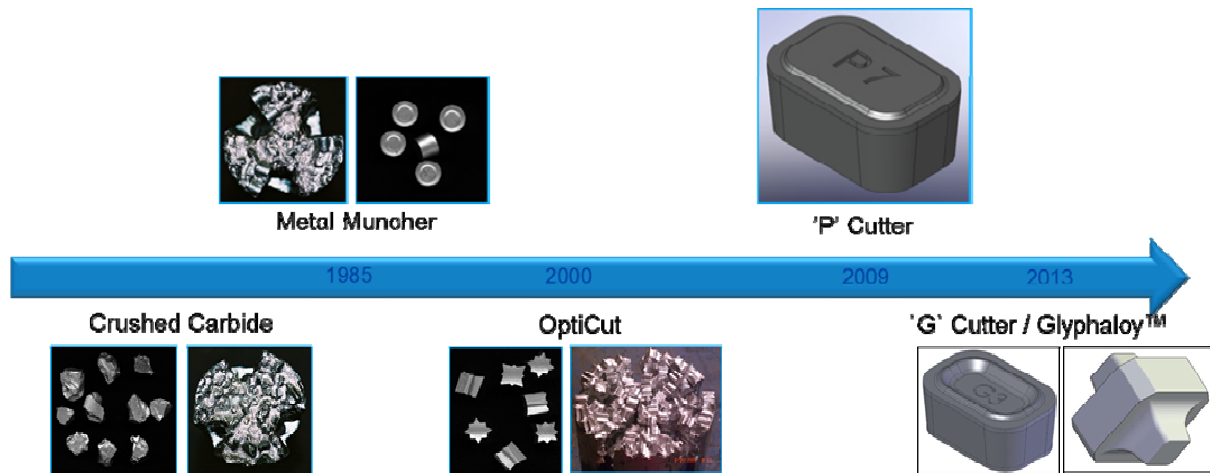 P7
Metal Muncher
'P' Cutter
1985 2000 2009 2013
Crushed Carbide
OptiCut
'G' Cutter / Glyphaloy™
G3